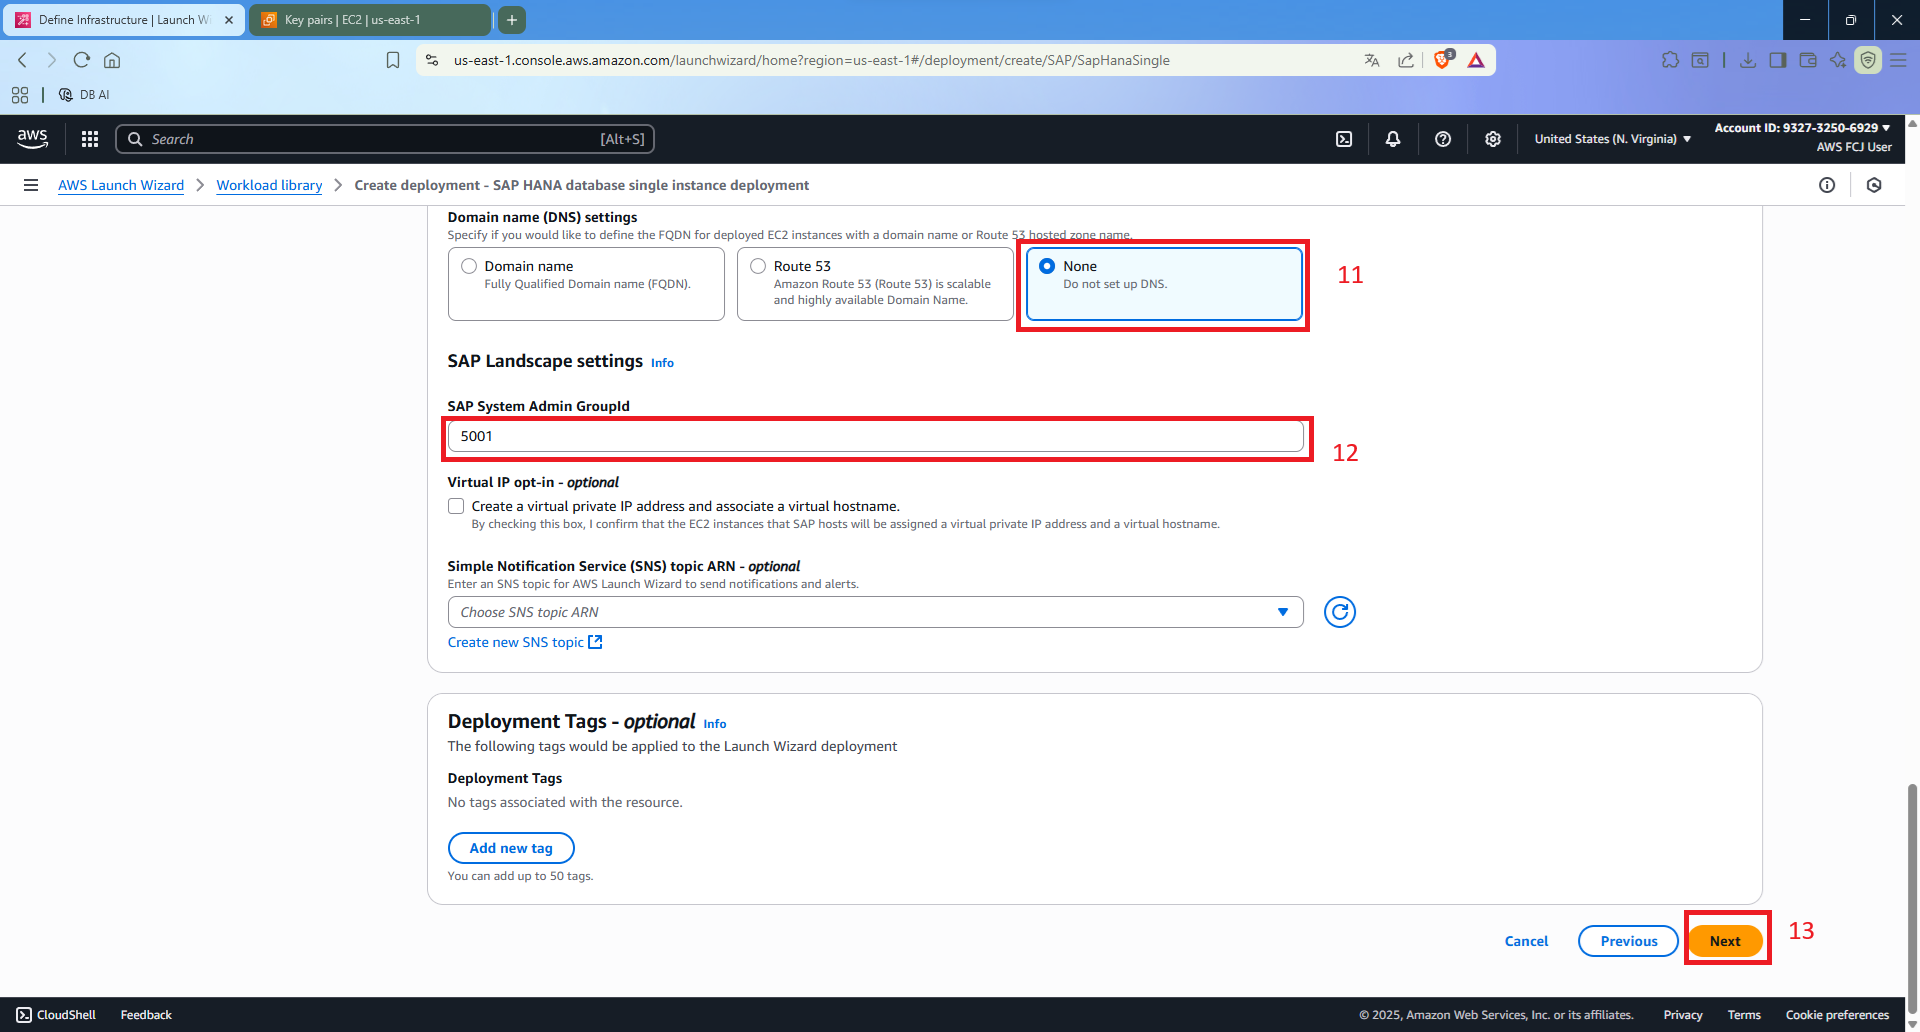 Define Infrastructure | Launch Wi
Key pairs | EC2 | us-east-1
us-east-1.console.aws.amazon.com/launchwizard/home?region=us-east-1#/deployment/create/SAP/SapHanaSingle
3
DB AI
aws
Search
[Alt+S]
United States (N. Virginia)
Account ID: 9327-3250-6929
AWS FCJ User
AWS Launch Wizard
Workload library
Create deployment - SAP HANA database single instance deployment
Domain name (DNS) settings
Specify if you would like to define the FQDN for deployed EC2 instances with a domain name or Route 53 hosted zone name.
Domain name
Fully Qualified Domain name (FQDN).
Route 53
Amazon Route 53 (Route 53) is scalable
and highly available Domain Name.
None
Do not set up DNS.
11
SAP Landscape settings Info
SAP System Admin GroupId
5001
12
Virtual IP opt-in - optional
Create a virtual private IP address and associate a virtual hostname.
By checking this box, I confirm that the EC2 instances that SAP hosts will be assigned a virtual private IP address and a virtual hostname.
Simple Notification Service (SNS) topic ARN - optional
Enter an SNS topic for AWS Launch Wizard to send notifications and alerts.
Choose SNS topic ARN
Create new SNS topic
Deployment Tags - optional Info
The following tags would be applied to the Launch Wizard deployment
Deployment Tags
No tags associated with the resource.
Add new tag
You can add up to 50 tags.
Cancel
Previous
Next
13
CloudShell
Feedback
© 2025, Amazon Web Services, Inc. or its affiliates.
Privacy
Terms
Cookie preferences